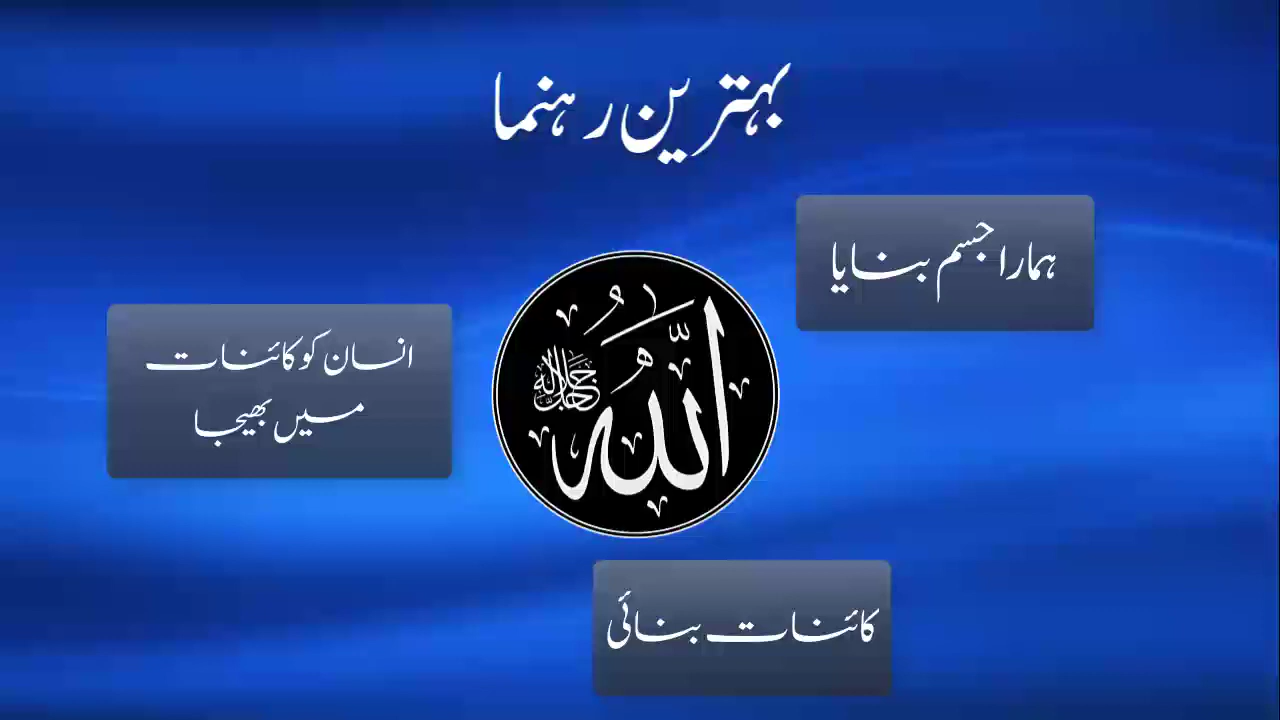 بہترین رہنما
ہمارا جسم بنایا
اللہ
جل جلالہ
انسان کو کائنات
میں بھیجا
کائنات بنائی